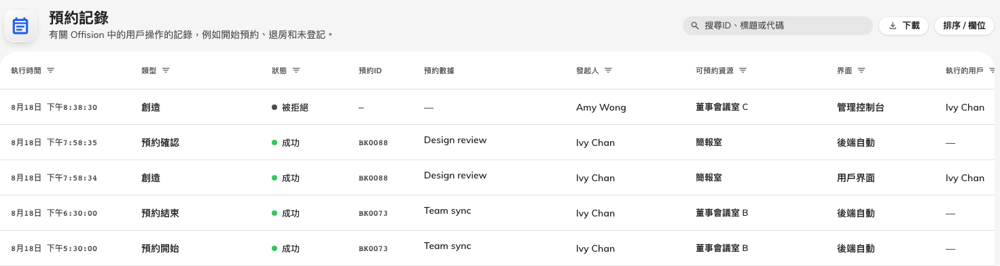 預約記錄
有關 Offision 中的用戶操作的記錄，例如開始預約、退房和未登記。
搜尋ID、標題或代碼
下載
排序 / 欄位
執行時間 類型 狀態 預約ID 預約數據 發起人 可預約資源 界面 執行的用戶
8月18日 下午8:38:30 創造 被拒絕 – — Amy Wong 董事會議室 C 管理控制台 Ivy Chan
8月18日 下午7:58:35 預約確認 成功 BK0088 Design review Ivy Chan 簡報室 後端自動 —
8月18日 下午7:58:34 創造 成功 BK0088 Design review Ivy Chan 簡報室 用戶界面 Ivy Chan
8月18日 下午6:30:00 預約結束 成功 BK0073 Team sync Ivy Chan 董事會議室 B 後端自動 —
8月18日 下午5:30:00 預約開始 成功 BK0073 Team sync Ivy Chan 董事會議室 B 後端自動 —